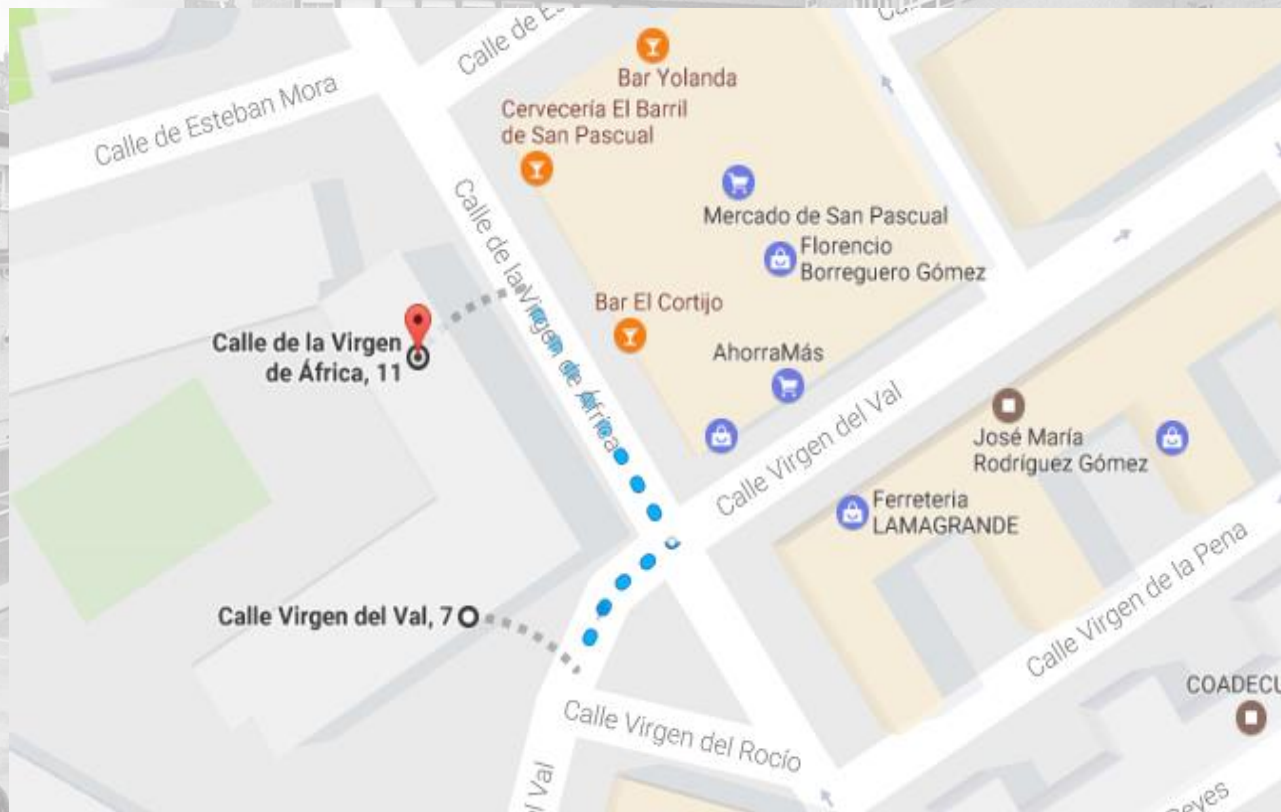 Calle de Es
Bar Yolanda
Calle de Esteban Mora
Cervecería El Barril
de San Pascual
Calle de la Virgen de África
Mercado de San Pascual
Florencio
Borreguero Gómez
Bar El Cortijo
Calle de la Virgen
de África, 11
AhorraMás
Calle Virgen del Val
José María
Rodríguez Gómez
Ferreteria
LAMAGRANDE
Calle Virgen de la Pena
Calle Virgen del Val, 7
COADECU
Calle Virgen del Rocío
Val
Reyes